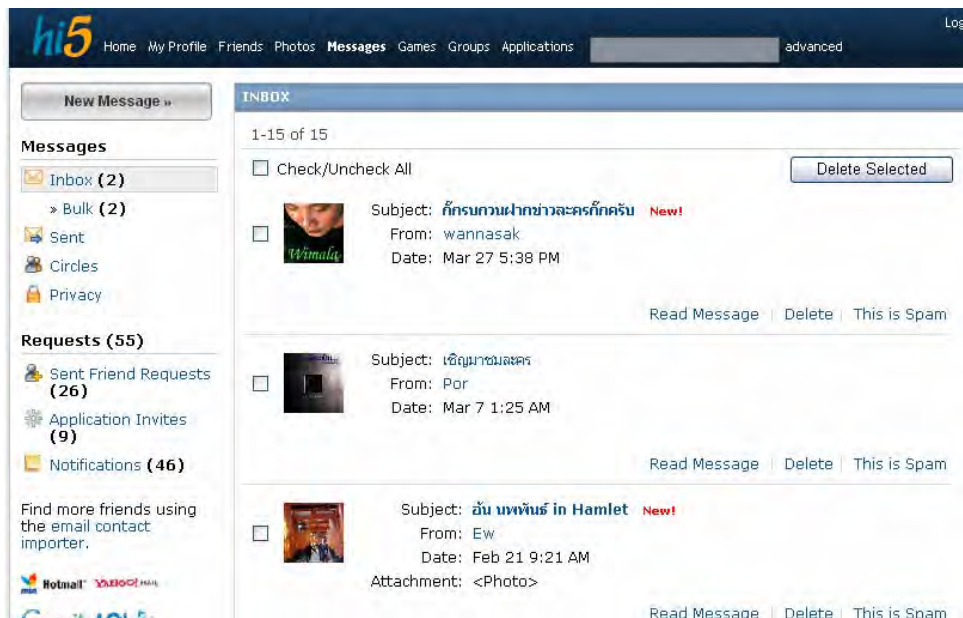 hi5
Home My Profile Friends Photos Messages Games Groups Applications advanced Log
New Message »
Messages
Inbox (2)
» Bulk (2)
Sent
Circles
Privacy
Requests (55)
Sent Friend Requests
(26)
Application Invites
(9)
Notifications (46)
Find more friends using
the email contact
importer.
msn Hotmail YAHOO! MAIL
INBOX
1-15 of 15
Check/Uncheck All
Delete Selected
Wimala
Subject: กั๊กรบกวนฝากข่าวละครกั๊กครับ New!
From: wannasak
Date: Mar 27 5:38 PM
Read Message Delete This is Spam
Subject: เชิญมาชมละคร
From: Por
Date: Mar 7 1:25 AM
Read Message Delete This is Spam
Subject: อั๋น นพพันธ์ in Hamlet New!
From: Ew
Date: Feb 21 9:21 AM
Attachment: <Photo>
Read Message Delete This is Spam